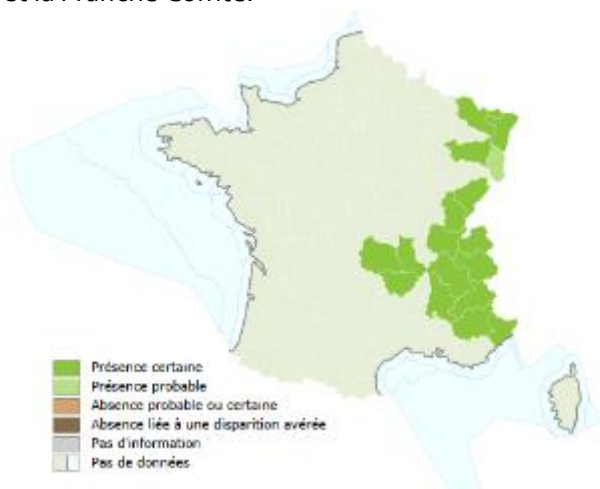 et la Franche-Comté.
Présence certaine
Présence probable
Absence probable ou certaine
Absence liée à une disparition avérée
Pas d'information
Pas de données